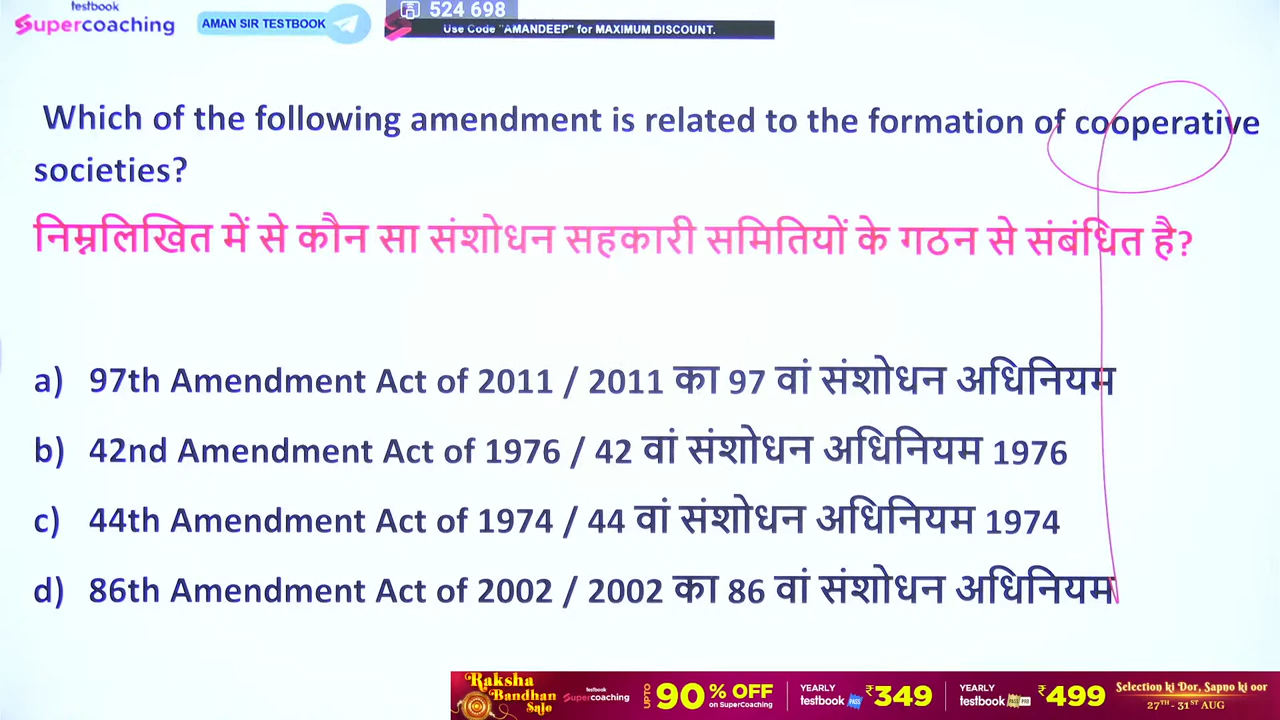 testbook
Supercoaching
AMAN SIR TESTBOOK
524 698
Use Code "AMANDEEP" for MAXIMUM DISCOUNT.
Which of the following amendment is related to the formation of cooperative
societies?
निम्नलिखित में से कौन सा संशोधन सहकारी समितियों के गठन से संबंधित है?
a) 97th Amendment Act of 2011 / 2011 का 97 वां संशोधन अधिनियम
b) 42nd Amendment Act of 1976 / 42 वां संशोधन अधिनियम 1976
c) 44th Amendment Act of 1974 / 44 वां संशोधन अधिनियम 1974
d) 86th Amendment Act of 2002 / 2002 का 86 वां संशोधन अधिनियम
Raksha
Bandhan
Sale
testbook
Supercoaching
UPTO 90% OFF
on SuperCoaching
YEARLY
testbook PASS ₹349
YEARLY
testbook PASS PRO ₹499
Selection ki Dor, Sapno ki oor
27TH - 31ST AUG